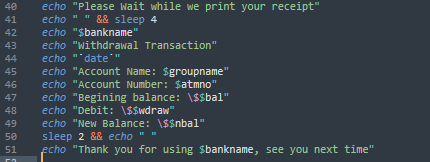 40 echo "Please Wait while we print your receipt"
41 echo " " && sleep 4
42 echo "$bankname"
43 echo "Withdrawal Transaction"
44 echo "`date`"
45 echo "Account Name: $groupname"
46 echo "Account Number: $atmno"
47 echo "Begining balance: \$$bal"
48 echo "Debit: \$$wdraw"
49 echo "New Balance: \$$nbal"
50 sleep 2 && echo " "
51 echo "Thank you for using $bankname, see you next time"
52